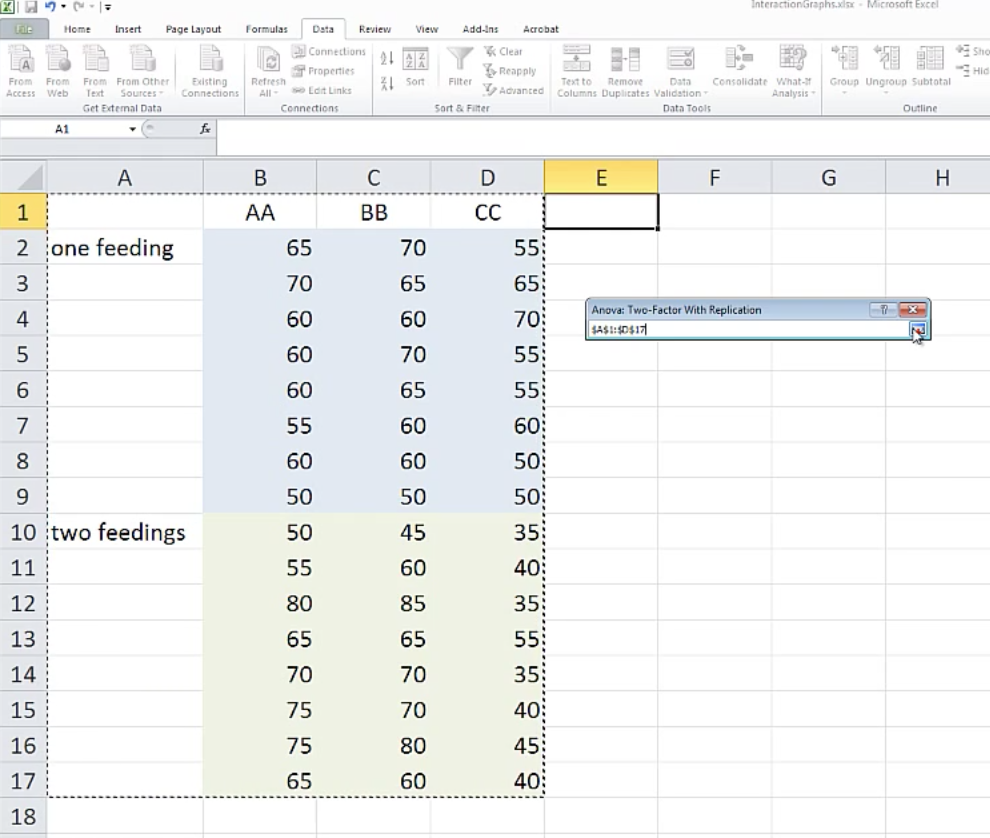 InteractionGraphs.xlsx - Microsoft Excel
File Home Insert Page Layout Formulas Data Review View Add-Ins Acrobat
From Access
From Web
From Text
From Other Sources
Existing Connections
Get External Data
Refresh All
Connections
Properties
Edit Links
Connections
Sort
Filter
Clear
Reapply
Advanced
Sort & Filter
Text to Columns
Remove Duplicates
Data Validation
Consolidate
What-If Analysis
Data Tools
Group
Ungroup
Subtotal
Sho
Hid
Outline
A1 fx
A B C D E F G H
1 AA BB CC
2 one feeding 65 70 55
3 70 65 65
4 60 60 70
5 60 70 55
6 60 65 55
7 55 60 60
8 60 60 50
9 50 50 50
10 two feedings 50 45 35
11 55 60 40
12 80 85 35
13 65 65 55
14 70 70 35
15 75 70 40
16 75 80 45
17 65 60 40
18
Anova: Two-Factor With Replication ?
$A$1:$D$17